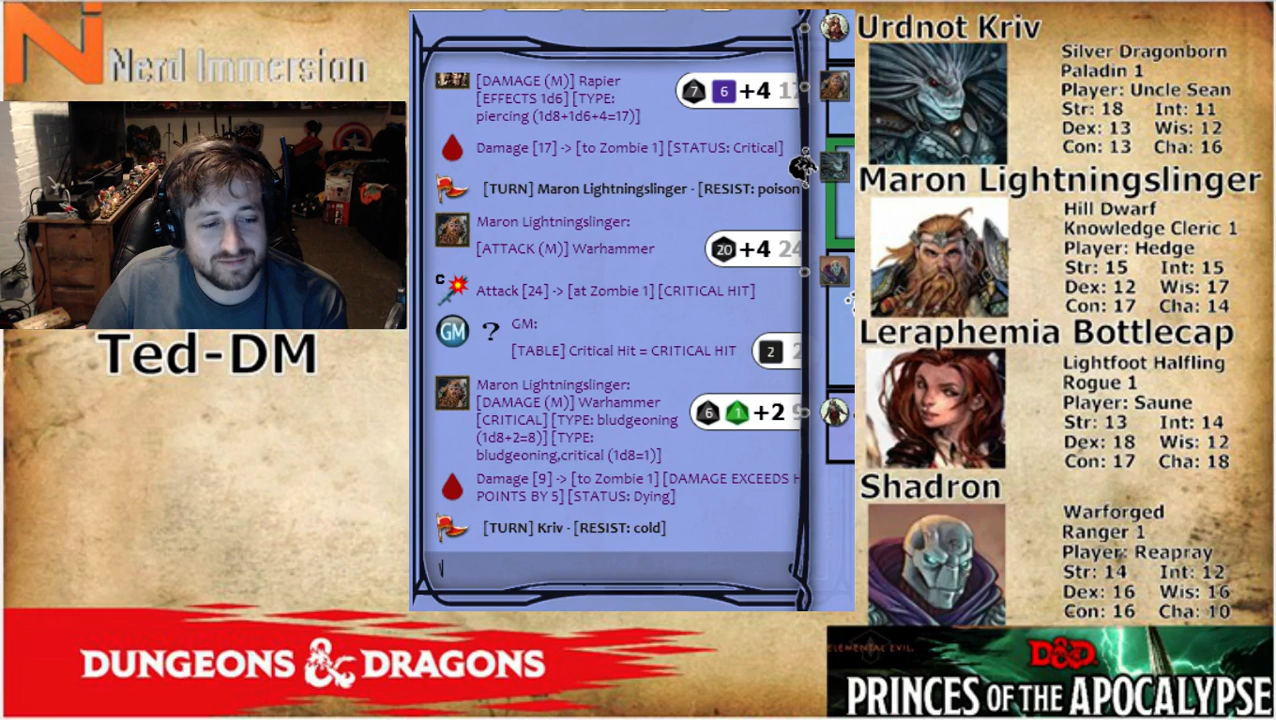 Ni Nerd Immersion
Ted-DM
[DAMAGE (M)] Rapier
[EFFECTS 1d6] [TYPE:
piercing (1d8+1d6+4=17)]
7 6 +4 17
Damage [17] -> [to Zombie 1] [STATUS: Critical]
[TURN] Maron Lightningslinger - [RESIST: poison
Maron Lightningslinger:
[ATTACK (M)] Warhammer
20 +4 24
C
Attack [24] -> [at Zombie 1] [CRITICAL HIT]
GM ? GM:
[TABLE] Critical Hit = CRITICAL HIT
2 2
Maron Lightningslinger:
[DAMAGE (M)] Warhammer
[CRITICAL] [TYPE: bludgeoning
(1d8+2=8)] [TYPE:
bludgeoning,critical (1d8=1)]
6 1 +2 9
Damage [9] -> [to Zombie 1] [DAMAGE EXCEEDS H
POINTS BY 5] [STATUS: Dying]
[TURN] Kriv - [RESIST: cold]
Urdnot Kriv
Silver Dragonborn
Paladin 1
Player: Uncle Sean
Str: 18 Int: 11
Dex: 13 Wis: 12
Con: 13 Cha: 16
Maron Lightningslinger
Hill Dwarf
Knowledge Cleric 1
Player: Hedge
Str: 15 Int: 15
Dex: 12 Wis: 17
Con: 17 Cha: 14
Leraphemia Bottlecap
Lightfoot Halfling
Rogue 1
Player: Saune
Str: 13 Int: 14
Dex: 18 Wis: 12
Con: 17 Cha: 18
Shadron
Warforged
Ranger 1
Player: Reapray
Str: 14 Int: 12
Dex: 16 Wis: 16
Con: 16 Cha: 10
DUNGEONS & DRAGONS
ELEMENTAL EVIL
D&D
PRINCES OF THE APOCALYPSE